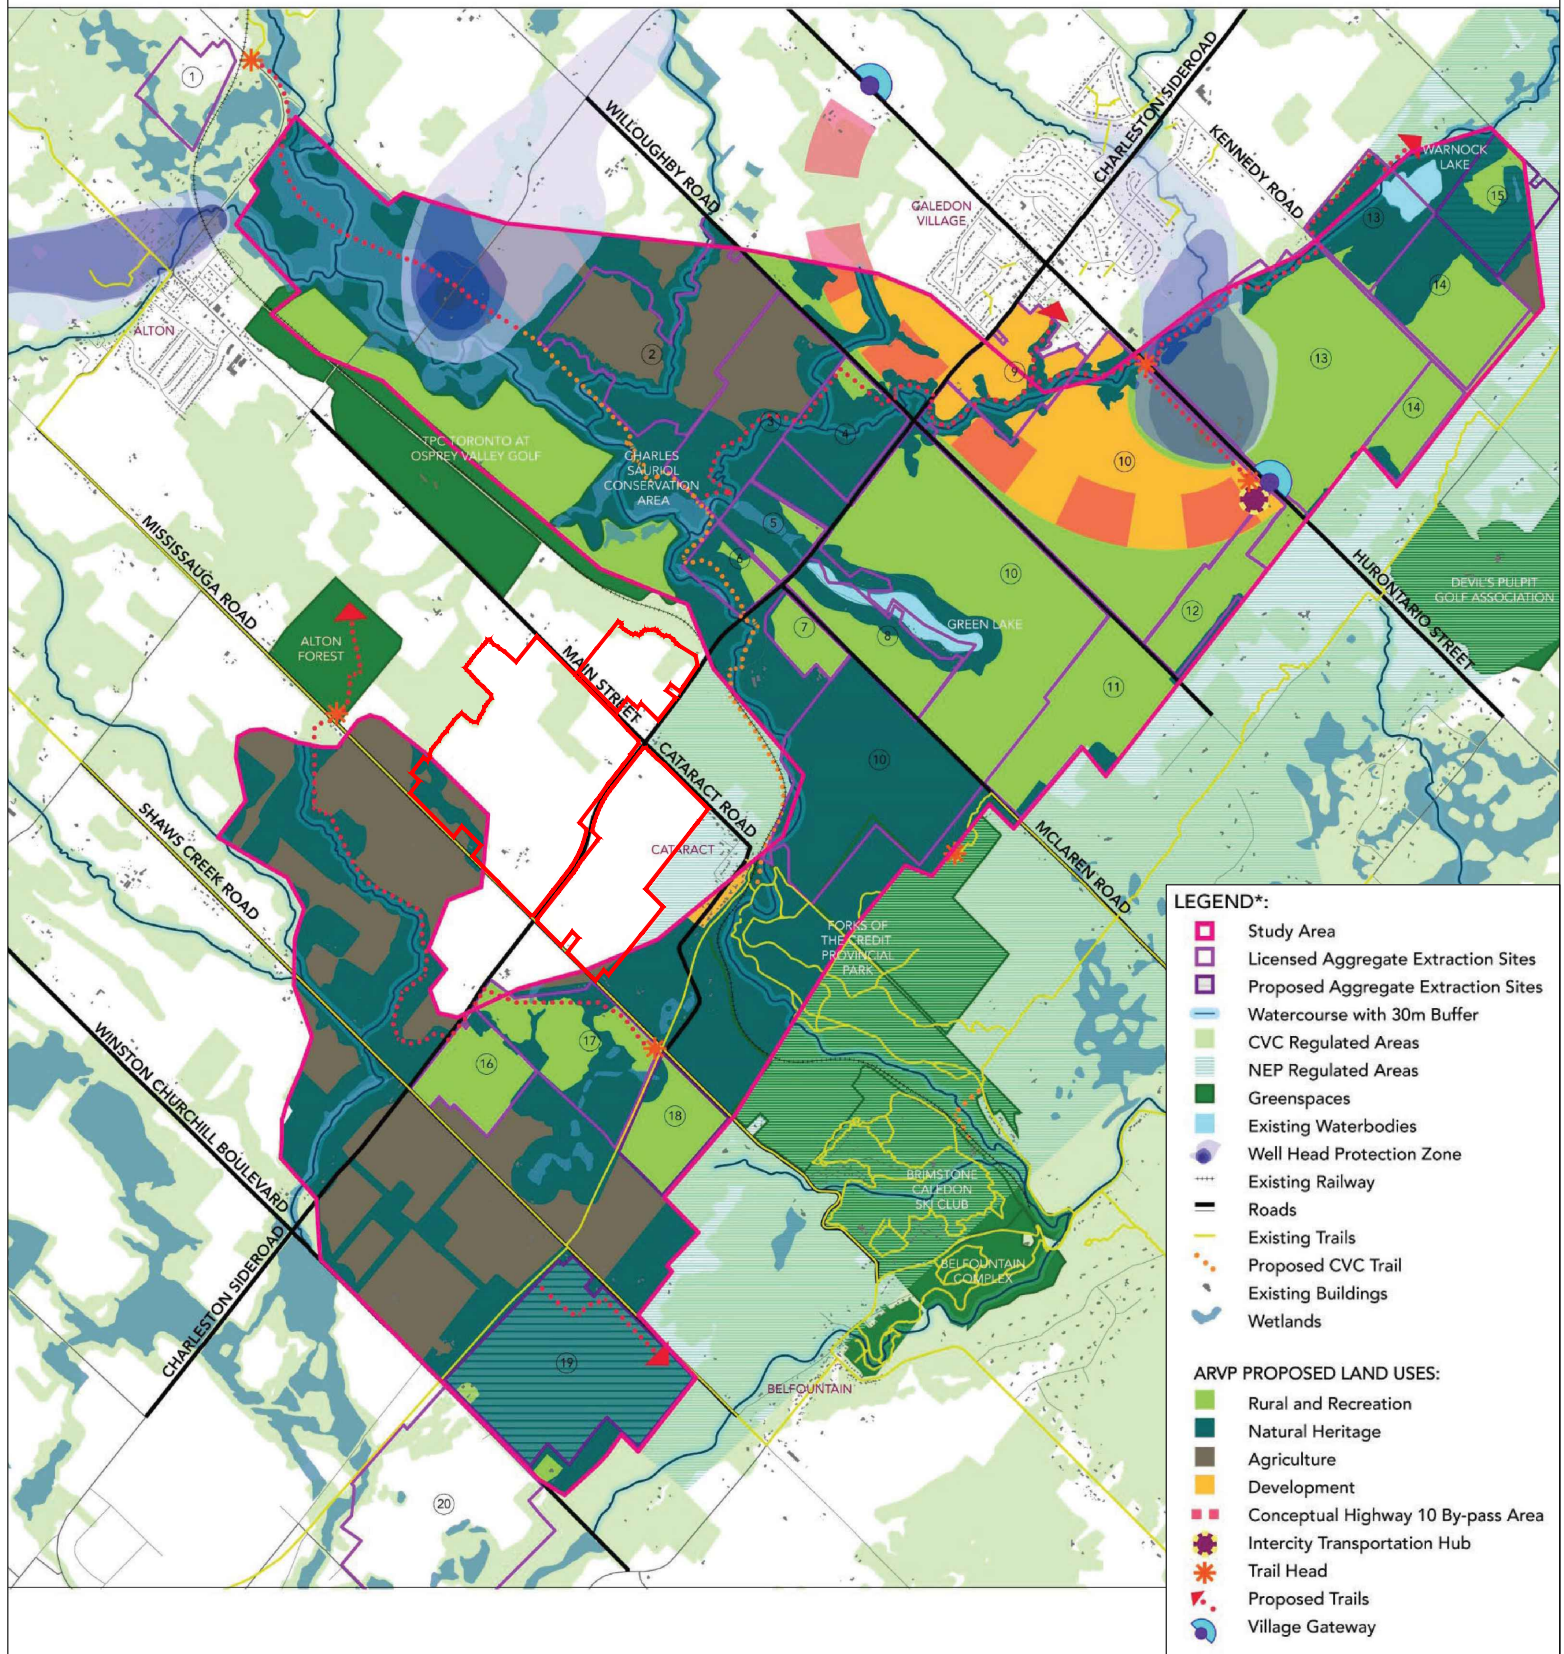 1
WILLOUGHBY ROAD
CHARLESTON SIDEROAD
KENNEDY ROAD
WARNOCK
LAKE
15
13
CALEDON
VILLAGE
14
ALTON
2
13
9
14
3
4
TPC TORONTO AT
OSPREY VALLEY GOLF
CHARLES
SAURIOL
CONSERVATION
AREA
10
5
6
10
MISSISSAUGA ROAD
HURONTARIO STREET
DEVIL'S PULPIT
GOLF ASSOCIATION
12
7
8
GREEN LAKE
ALTON
FOREST
MAIN STREET
11
10
CATARACT ROAD
CATARACT
MCLAREN ROAD
SHAWS CREEK ROAD
FORKS OF
THE CREDIT
PROVINCIAL
PARK
17
16
18
WINSTON CHURCHILL BOULEVARD
BRIMSTONE
CALEDON
SKI CLUB
BELFOUNTAIN
COMPLEX
CHARLESTON SIDEROAD
19
BELFOUNTAIN
20
LEGEND*:
Study Area
Licensed Aggregate Extraction Sites
Proposed Aggregate Extraction Sites
Watercourse with 30m Buffer
CVC Regulated Areas
NEP Regulated Areas
Greenspaces
Existing Waterbodies
Well Head Protection Zone
Existing Railway
Roads
Existing Trails
Proposed CVC Trail
Existing Buildings
Wetlands
ARVP PROPOSED LAND USES:
Rural and Recreation
Natural Heritage
Agriculture
Development
Conceptual Highway 10 By-pass Area
Intercity Transportation Hub
Trail Head
Proposed Trails
Village Gateway